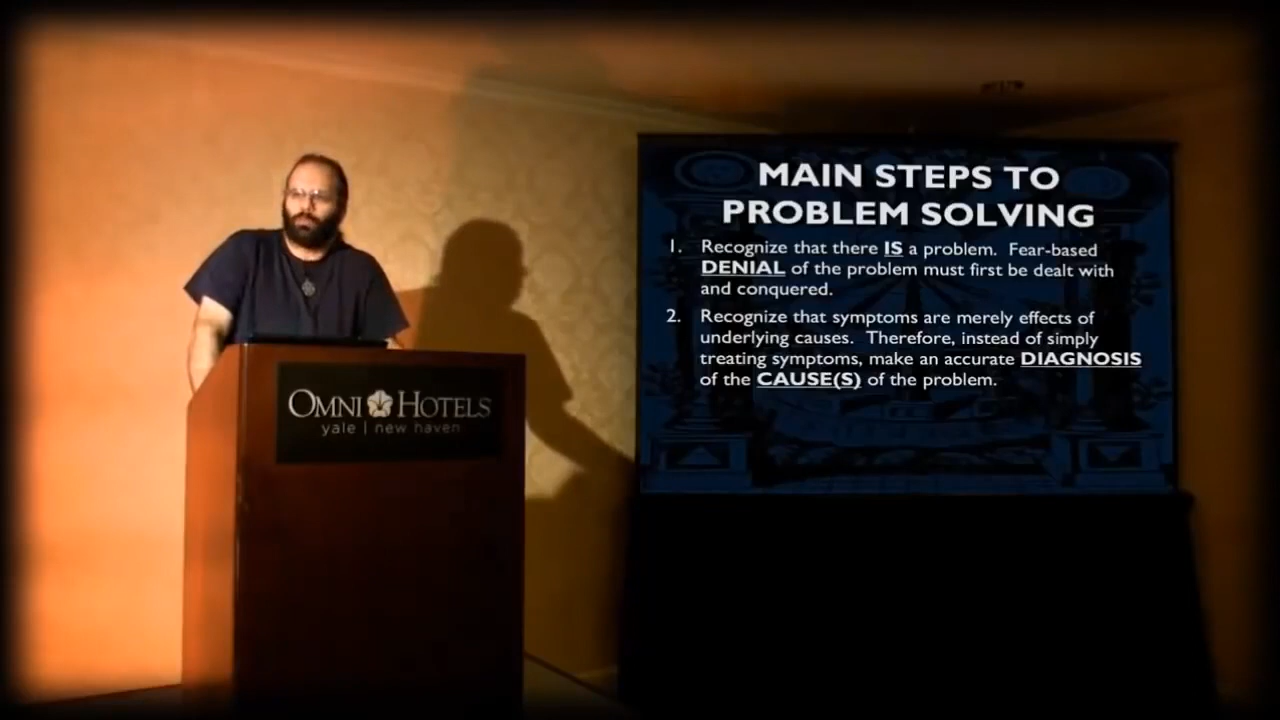 MAIN STEPS TO
PROBLEM SOLVING
1. Recognize that there IS a problem. Fear-based
DENIAL of the problem must first be dealt with
and conquered.
2. Recognize that symptoms are merely effects of
underlying causes. Therefore, instead of simply
treating symptoms, make an accurate DIAGNOSIS
of the CAUSE(S) of the problem.
OMNI HOTELS
yale | new haven